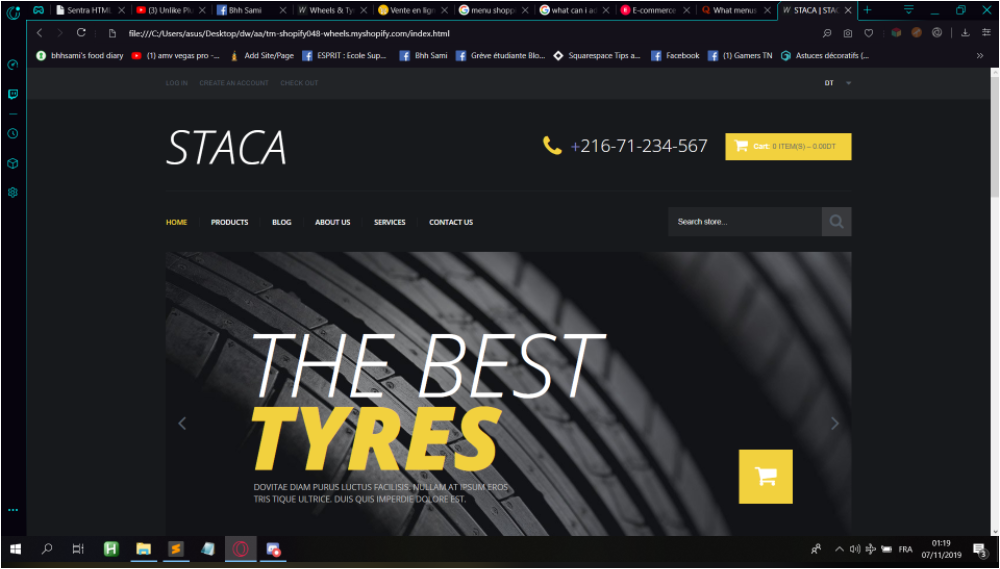 Sentra HTML
(3) Unlike Plu
Bhh Sami
Wheels & Ty
Vente en lign
menu shopp
what can i ad
E-commerce
What menus
STACA | STAC
file:///C:/Users/asus/Desktop/dw/aa/tm-shopify048-wheels.myshopify.com/index.html
bhhsami's food diary
(1) amv vegas pro -...
Add Site/Page
ESPRIT : Ecole Sup...
Bhh Sami
Grève étudiante Blo...
Squarespace Tips a...
Facebook
(1) Gamers TN
Astuces décoratifs (...
LOG IN CREATE AN ACCOUNT CHECK OUT
DT
STACA
+216-71-234-567
Cart: 0 ITEM(S) – 0.00DT
HOME PRODUCTS BLOG ABOUT US SERVICES CONTACT US
Search store...
THE BEST
TYRES
DOVITAE DIAM PURUS LUCTUS FACILISIS. NULLAM AT IPSUM EROS
TRIS TIQUE ULTRICE. DUIS QUIS IMPERDIE DOLORE EST.
FRA
01:19
07/11/2019
3